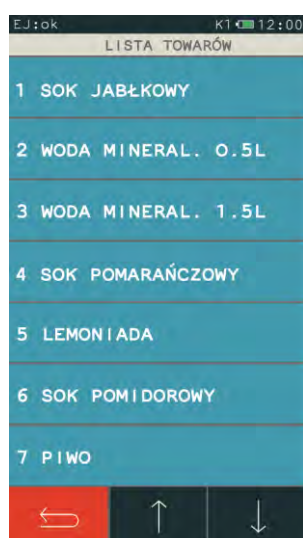 EJ:ok K1 12:00
LISTA TOWARÓW
1 SOK JABŁKOWY
2 WODA MINERAL. 0.5L
3 WODA MINERAL. 1.5L
4 SOK POMARAŃCZOWY
5 LEMONIADA
6 SOK POMIDOROWY
7 PIWO